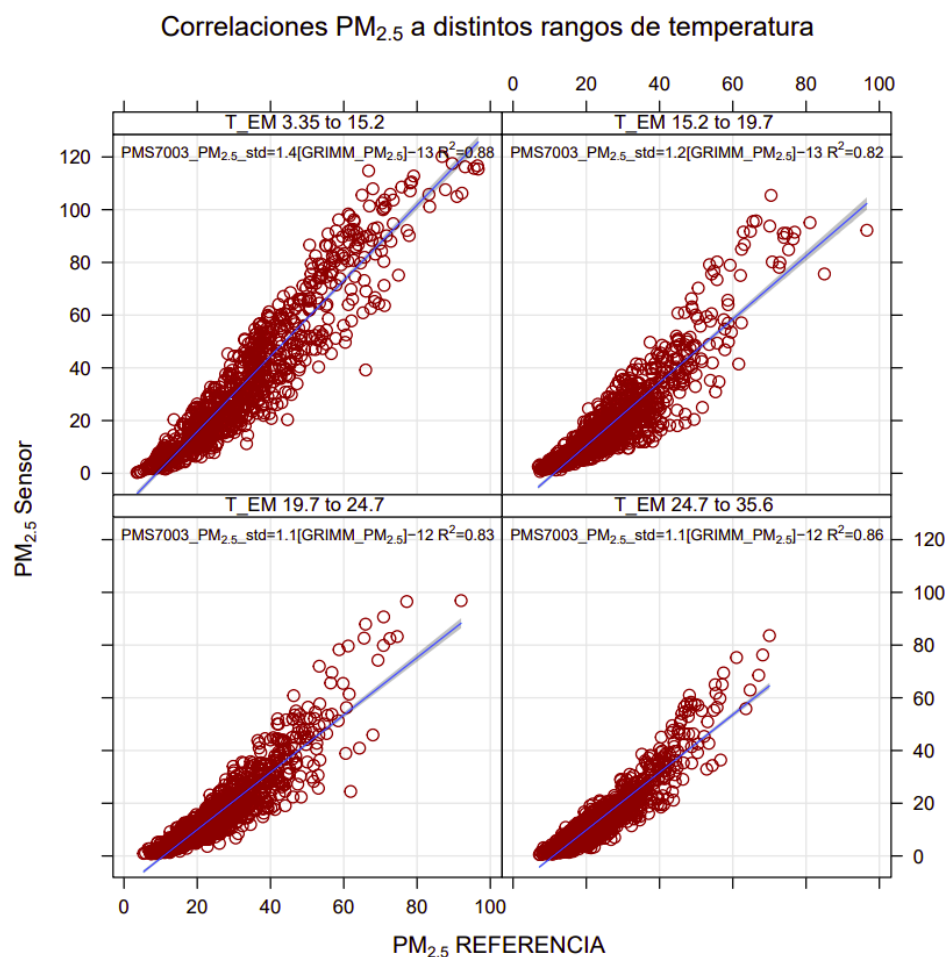 Correlaciones PM2.5 a distintos rangos de temperatura
0 20 40 60 80 100
T_EM 3.35 to 15.2
T_EM 15.2 to 19.7
PMS7003_PM2.5_std=1.4[GRIMM_PM2.5]−13 R²=0.88
PMS7003_PM2.5_std=1.2[GRIMM_PM2.5]−13 R²=0.82
120
100
80
60
40
20
0
T_EM 19.7 to 24.7
T_EM 24.7 to 35.6
PMS7003_PM2.5_std=1.1[GRIMM_PM2.5]−12 R²=0.83
PMS7003_PM2.5_std=1.1[GRIMM_PM2.5]−12 R²=0.86
120
100
80
60
40
20
0
0 20 40 60 80 100
PM2.5 Sensor
PM2.5 REFERENCIA